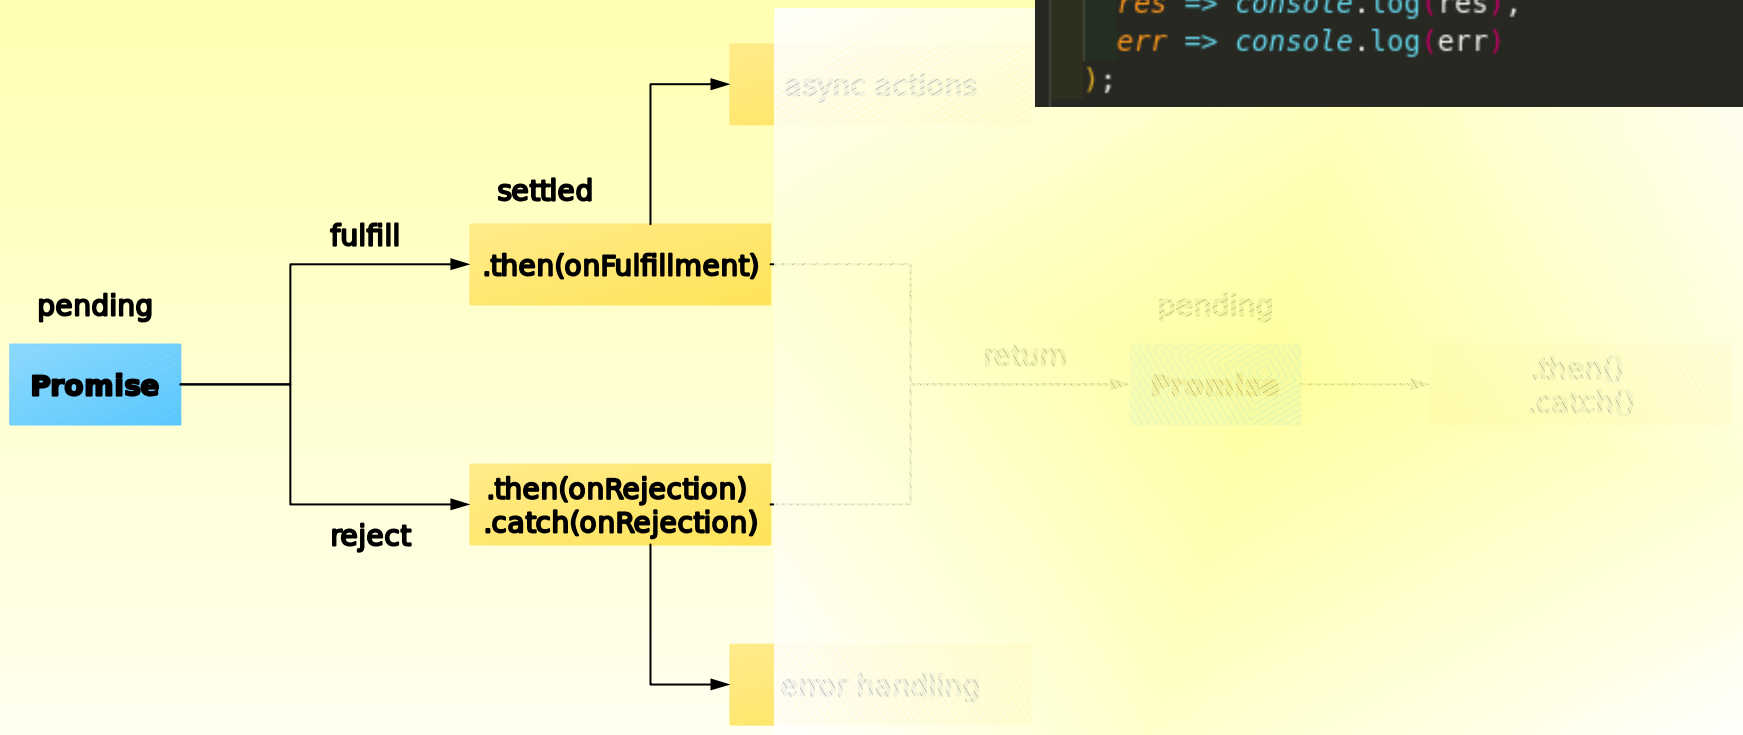 res => console.log(res),
err => console.log(err)
);
async actions
settled
fulfill
.then(onFulfillment)
pending
Promise
return
pending
Promise
.then()
.catch()
.then(onRejection)
.catch(onRejection)
reject
error handling